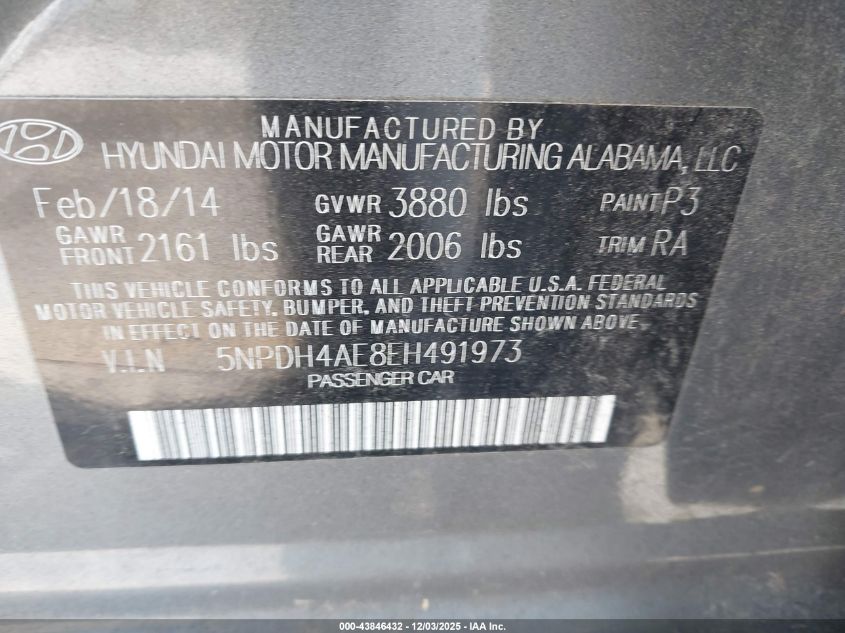 MANUFACTURED BY
HYUNDAI MOTOR MANUFACTURING ALABAMA, LLC
Feb/18/14 GVWR 3880 lbs PAINT P3
GAWR FRONT 2161 lbs GAWR REAR 2006 lbs TRIM RA
THIS VEHICLE CONFORMS TO ALL APPLICABLE U.S.A. FEDERAL
MOTOR VEHICLE SAFETY, BUMPER, AND THEFT PREVENTION STANDARDS
IN EFFECT ON THE DATE OF MANUFACTURE SHOWN ABOVE.
V.I.N 5NPDH4AE8EH491973
PASSENGER CAR
000-43846432 - 12/03/2025 - IAA Inc.